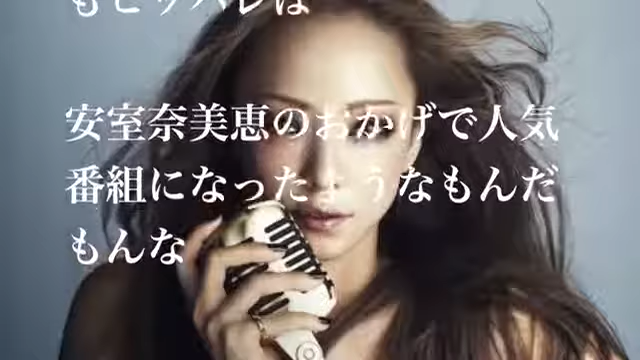 もヒッパレは
安室奈美恵のおかげで人気
番組になったようなもんだ
もんな